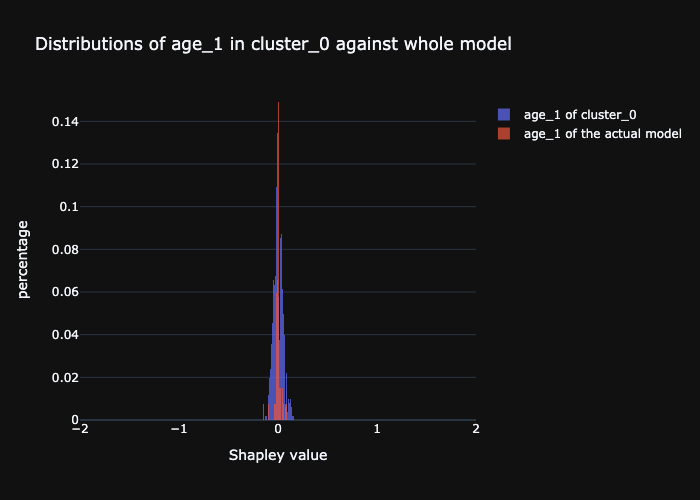 Distributions of age_1 in cluster_0 against whole model
age_1 of cluster_0
age_1 of the actual model
0.14
0.12
0.1
0.08
0.06
0.04
0.02
0
−2
−1
0
1
2
percentage
Shapley value